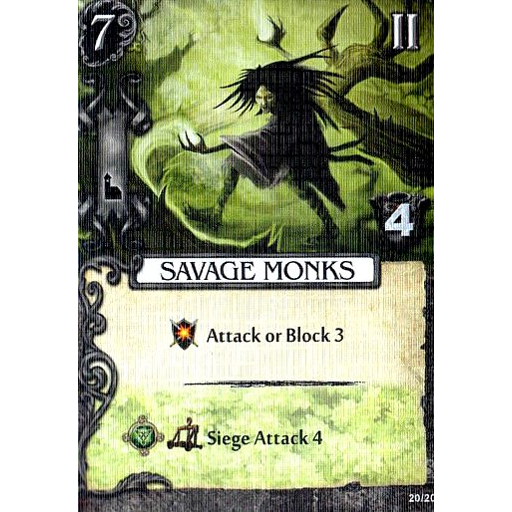 7
II
4
SAVAGE MONKS
Attack or Block 3
Siege Attack 4
20/20